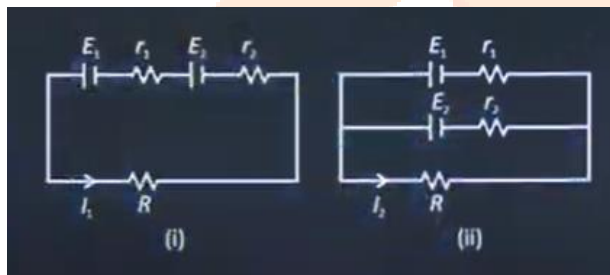 E₁ r₁ E₂ r₂
I₁ R
(i)
E₁ r₁
E₂ r₂
I₂ R
(ii)